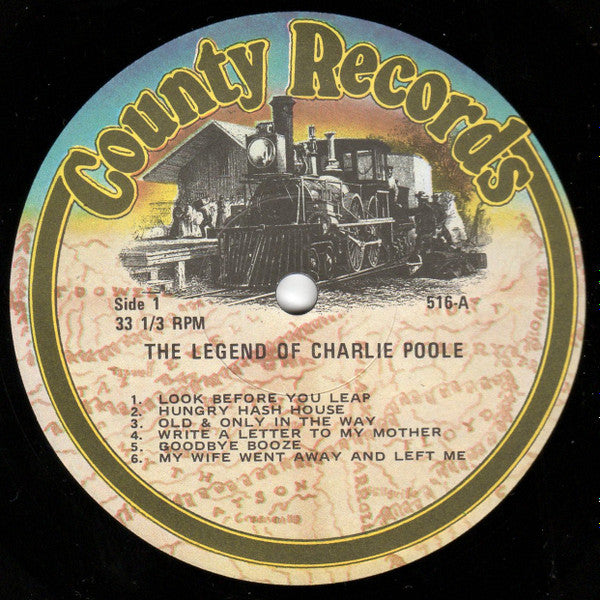 County Records
Side 1
516-A
33 1/3 RPM
THE LEGEND OF CHARLIE POOLE
1. LOOK BEFORE YOU LEAP
2. HUNGRY HASH HOUSE
3. OLD & ONLY IN THE WAY
4. WRITE A LETTER TO MY MOTHER
5. GOODBYE BOOZE
6. MY WIFE WENT AWAY AND LEFT ME